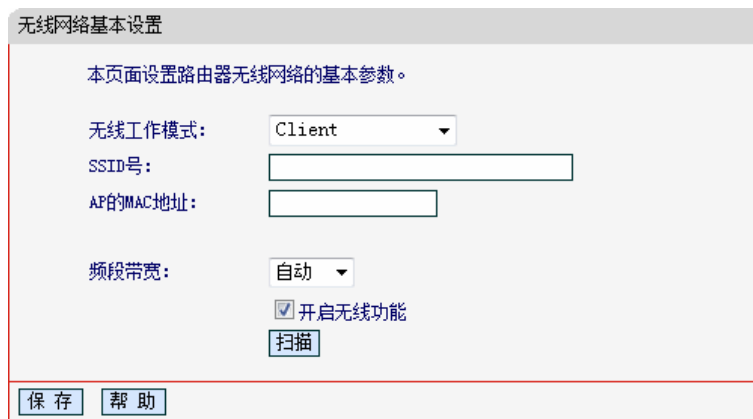 无线网络基本设置
本页面设置路由器无线网络的基本参数。
无线工作模式： Client
SSID号：
AP的MAC地址：
频段带宽： 自动
开启无线功能
扫描
保 存 帮 助